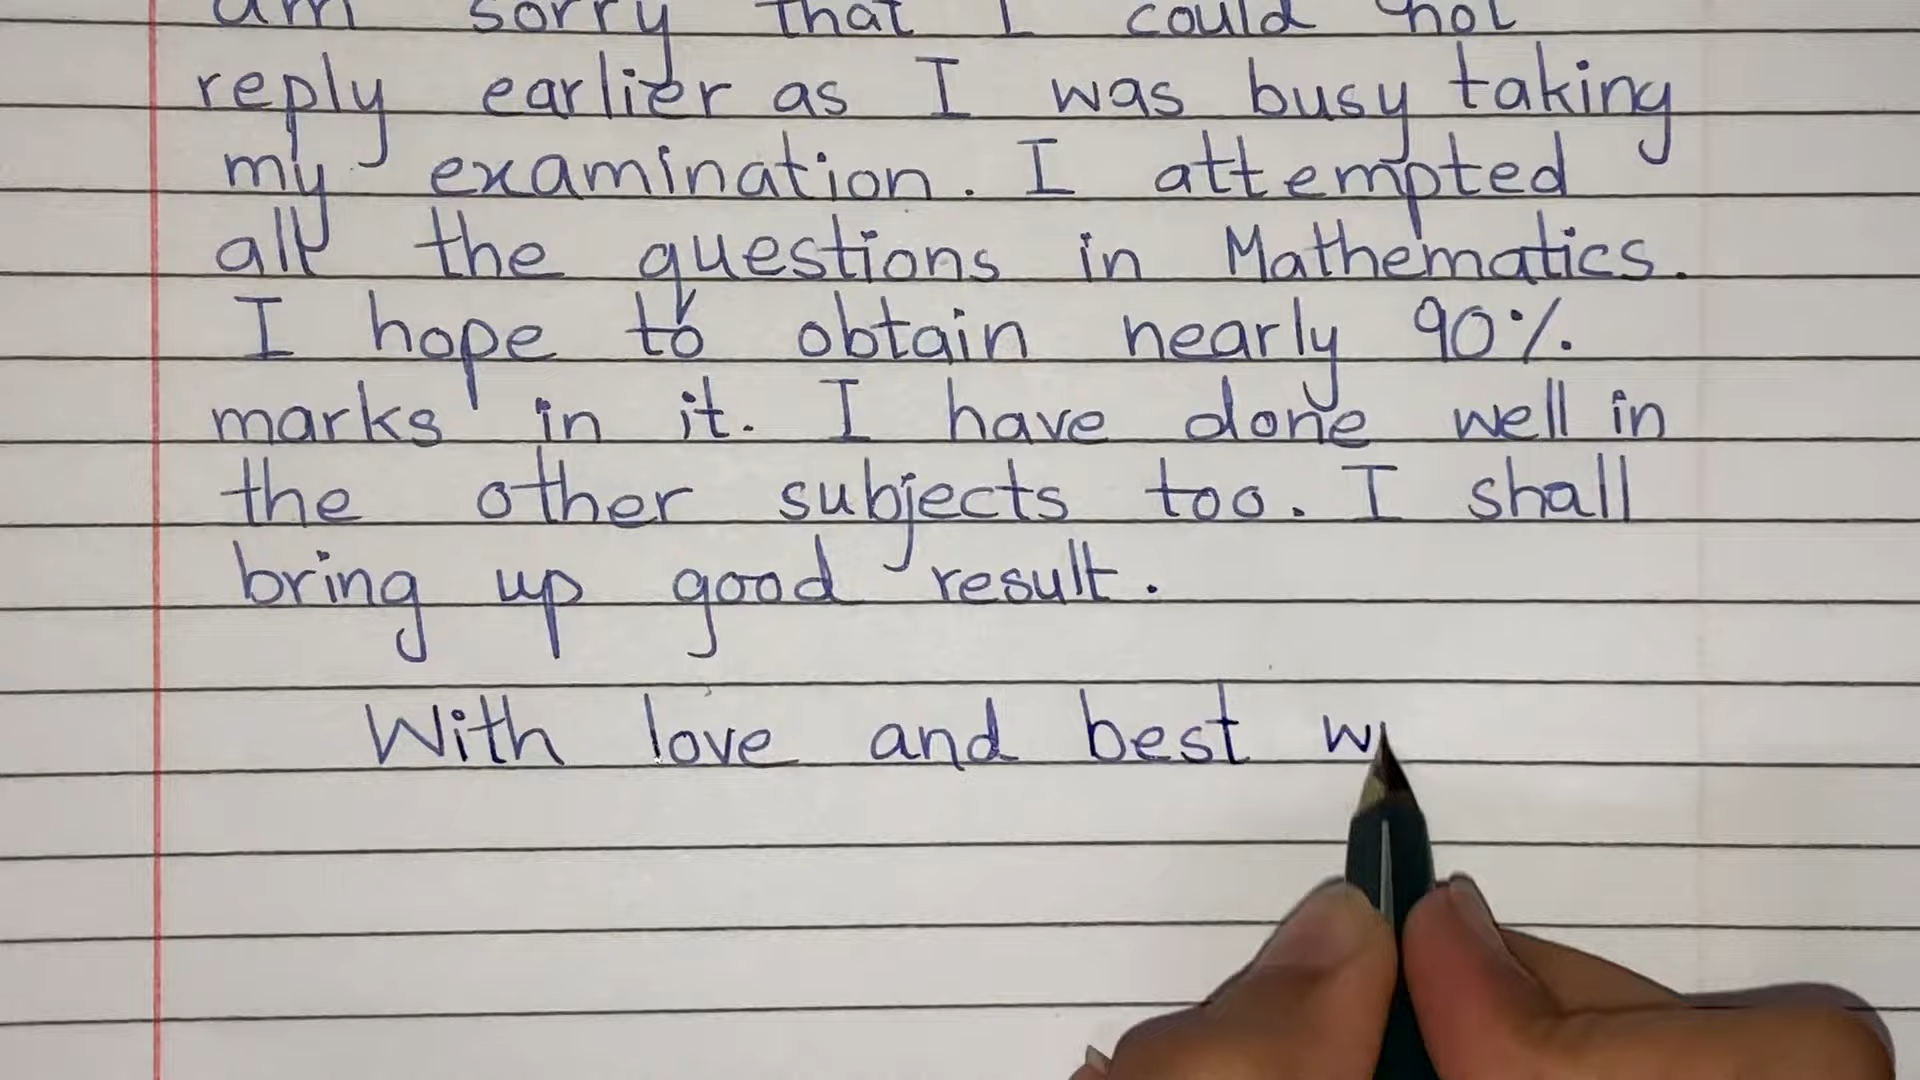 am sorry that I could not
reply earlier as I was busy taking
my examination. I attempted
all the questions in Mathematics.
I hope to obtain nearly 90%
marks in it. I have done well in
the other subjects too. I shall
bring up good result.
With love and best wi